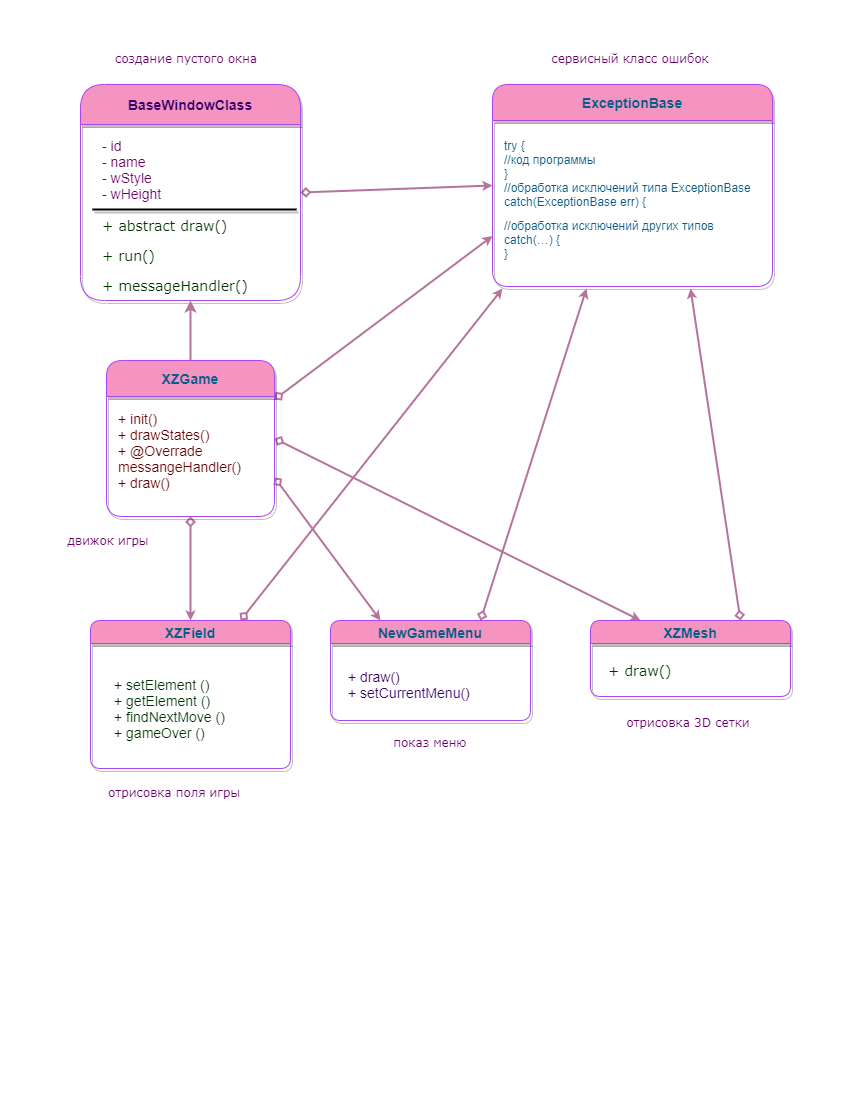 создание пустого окна
BaseWindowClass
- id
- name
- wStyle
- wHeight
+ abstract draw()
+ run()
+ messageHandler()
сервисный класс ошибок
ExceptionBase
try {
//код программы
}
//обработка исключений типа ExceptionBase
catch(ExceptionBase err) {
//обработка исключений других типов
catch(...) {
}
XZGame
+ init()
+ drawStates()
+ @Overrade
messangeHandler()
+ draw()
движок игры
XZField
+ setElement ()
+ getElement ()
+ findNextMove ()
+ gameOver ()
отрисовка поля игры
NewGameMenu
+ draw()
+ setCurrentMenu()
показ меню
XZMesh
+ draw()
отрисовка 3D сетки